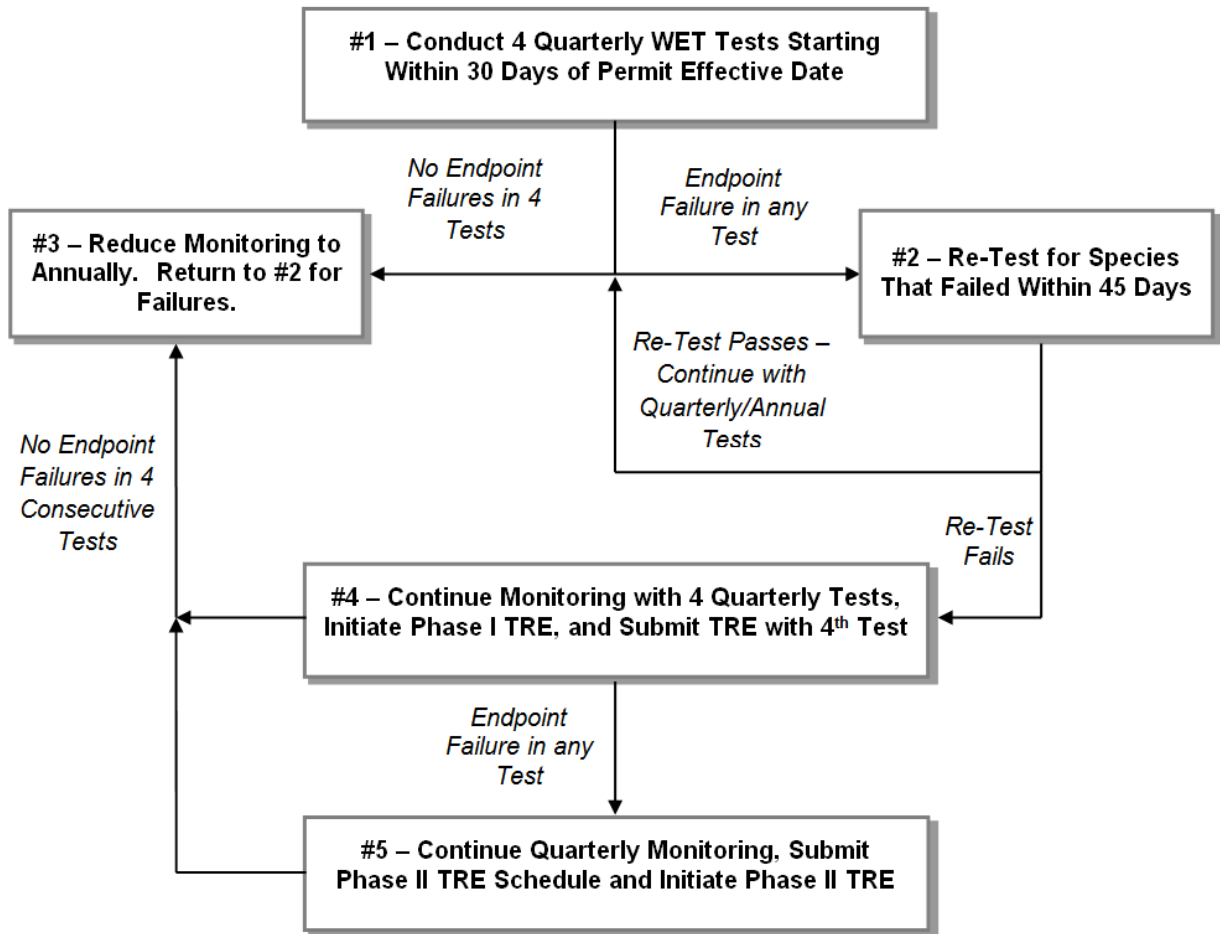 #1 – Conduct 4 Quarterly WET Tests Starting
Within 30 Days of Permit Effective Date
No Endpoint
Failures in 4
Tests
Endpoint
Failure in any
Test
#3 – Reduce Monitoring to
Annually. Return to #2 for
Failures.
#2 – Re-Test for Species
That Failed Within 45 Days
Re-Test Passes –
Continue with
Quarterly/Annual
Tests
No Endpoint
Failures in 4
Consecutive
Tests
Re-Test
Fails
#4 – Continue Monitoring with 4 Quarterly Tests,
Initiate Phase I TRE, and Submit TRE with 4th Test
Endpoint
Failure in any
Test
#5 – Continue Quarterly Monitoring, Submit
Phase II TRE Schedule and Initiate Phase II TRE